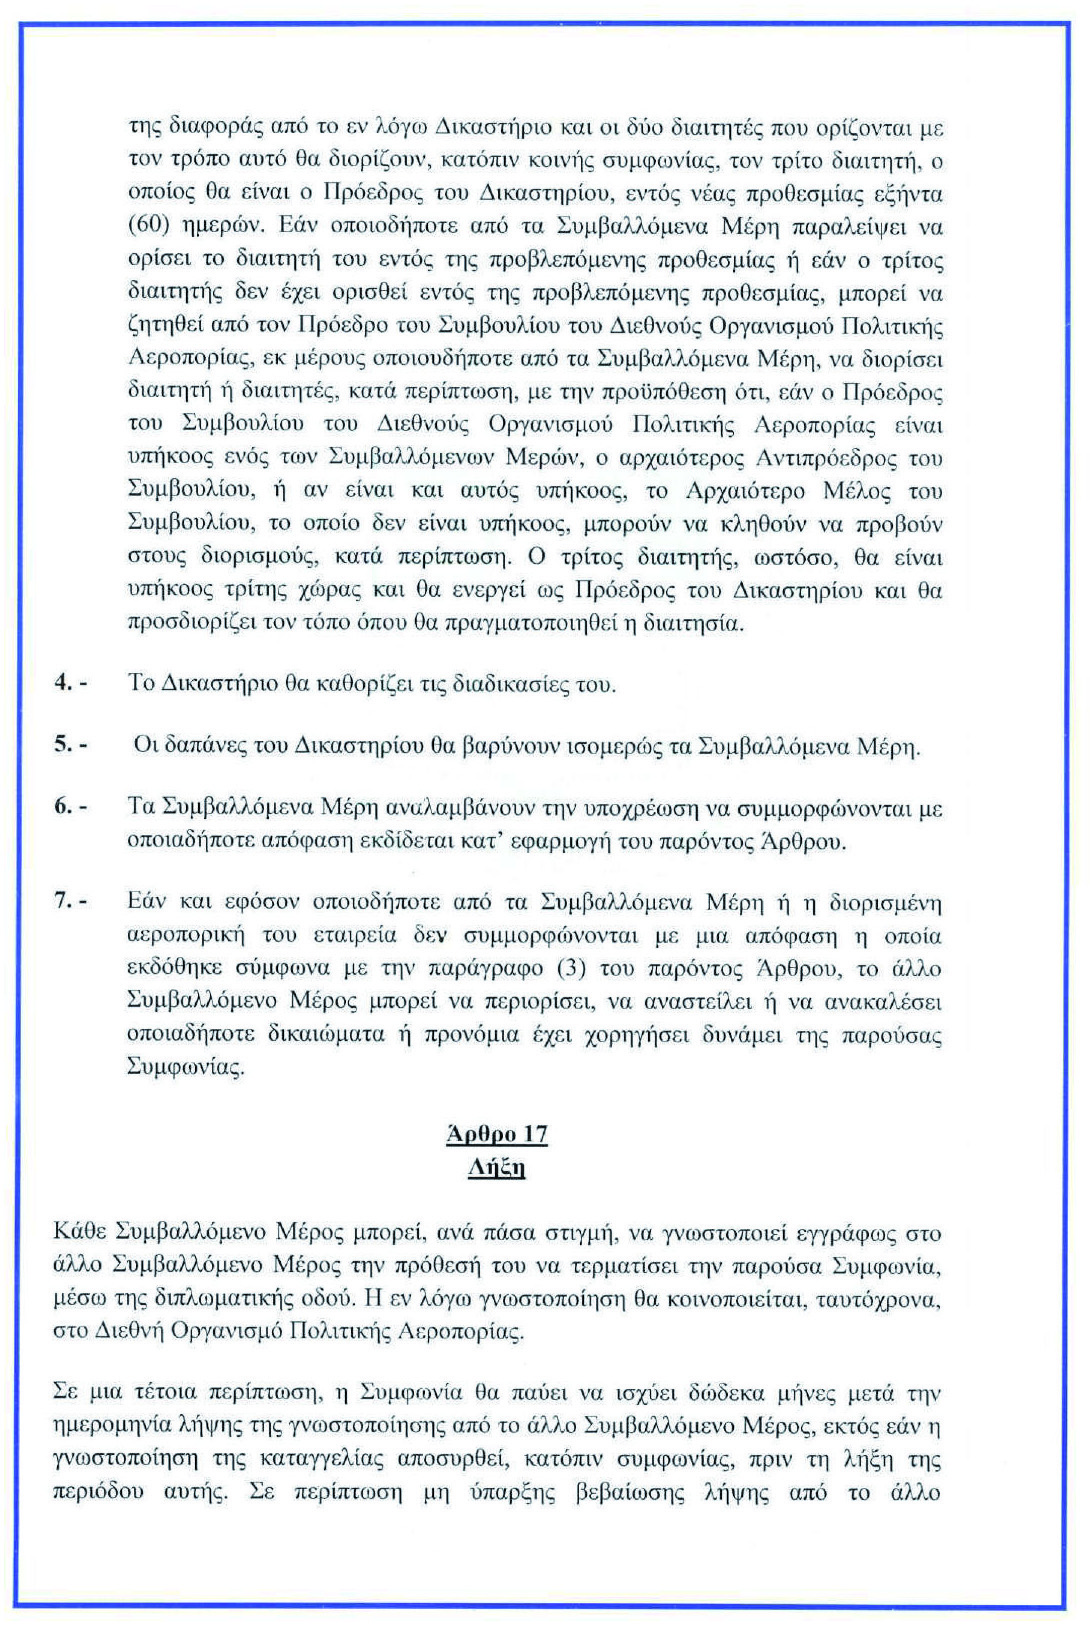 της διαφοράς από το εν λόγω Δικαστήριο και οι δύο διαιτητές που ορίζονται με
τον τρόπο αυτό θα διορίζουν, κατόπιν κοινής συμφωνίας, τον τρίτο διαιτητή, ο
οποίος θα είναι ο Πρόεδρος του Δικαστηρίου, εντός νέας προθεσμίας εξήντα
(60) ημερών. Εάν οποιοδήποτε από τα Συμβαλλόμενα Μέρη παραλείψει να
ορίσει το διαιτητή του εντός της προβλεπόμενης προθεσμίας ή εάν ο τρίτος
διαιτητής δεν έχει ορισθεί εντός της προβλεπόμενης προθεσμίας, μπορεί να
ζητηθεί από τον Πρόεδρο του Συμβουλίου του Διεθνούς Οργανισμού Πολιτικής
Αεροπορίας, εκ μέρους οποιουδήποτε από τα Συμβαλλόμενα Μέρη, να διορίσει
διαιτητή ή διαιτητές, κατά περίπτωση, με την προϋπόθεση ότι, εάν ο Πρόεδρος
του Συμβουλίου του Διεθνούς Οργανισμού Πολιτικής Αεροπορίας είναι
υπήκοος ενός των Συμβαλλόμενων Μερών, ο αρχαιότερος Αντιπρόεδρος του
Συμβουλίου, ή αν είναι και αυτός υπήκοος, το Αρχαιότερο Μέλος του
Συμβουλίου, το οποίο δεν είναι υπήκοος, μπορούν να κληθούν να προβούν
στους διορισμούς, κατά περίπτωση. Ο τρίτος διαιτητής, ωστόσο, θα είναι
υπήκοος τρίτης χώρας και θα ενεργεί ως Πρόεδρος του Δικαστηρίου και θα
προσδιορίζει τον τόπο όπου θα πραγματοποιηθεί η διαιτησία.
4. - Το Δικαστήριο θα καθορίζει τις διαδικασίες του.
5. - Οι δαπάνες του Δικαστηρίου θα βαρύνουν ισομερώς τα Συμβαλλόμενα Μέρη.
6. - Τα Συμβαλλόμενα Μέρη αναλαμβάνουν την υποχρέωση να συμμορφώνονται με
οποιαδήποτε απόφαση εκδίδεται κατ’ εφαρμογή του παρόντος Άρθρου.
7. - Εάν και εφόσον οποιοδήποτε από τα Συμβαλλόμενα Μέρη ή η διορισμένη
αεροπορική του εταιρεία δεν συμμορφώνονται με μια απόφαση η οποία
εκδόθηκε σύμφωνα με την παράγραφο (3) του παρόντος Άρθρου, το άλλο
Συμβαλλόμενο Μέρος μπορεί να περιορίσει, να αναστείλει ή να ανακαλέσει
οποιαδήποτε δικαιώματα ή προνόμια έχει χορηγήσει δυνάμει της παρούσας
Συμφωνίας.
Άρθρο 17
Λήξη
Κάθε Συμβαλλόμενο Μέρος μπορεί, ανά πάσα στιγμή, να γνωστοποιεί εγγράφως στο
άλλο Συμβαλλόμενο Μέρος την πρόθεσή του να τερματίσει την παρούσα Συμφωνία,
μέσω της διπλωματικής οδού. Η εν λόγω γνωστοποίηση θα κοινοποιείται, ταυτόχρονα,
στο Διεθνή Οργανισμό Πολιτικής Αεροπορίας.
Σε μια τέτοια περίπτωση, η Συμφωνία θα παύει να ισχύει δώδεκα μήνες μετά την
ημερομηνία λήψης της γνωστοποίησης από το άλλο Συμβαλλόμενο Μέρος, εκτός εάν η
γνωστοποίηση της καταγγελίας αποσυρθεί, κατόπιν συμφωνίας, πριν τη λήξη της
περιόδου αυτής. Σε περίπτωση μη ύπαρξης βεβαίωσης λήψης από το άλλο